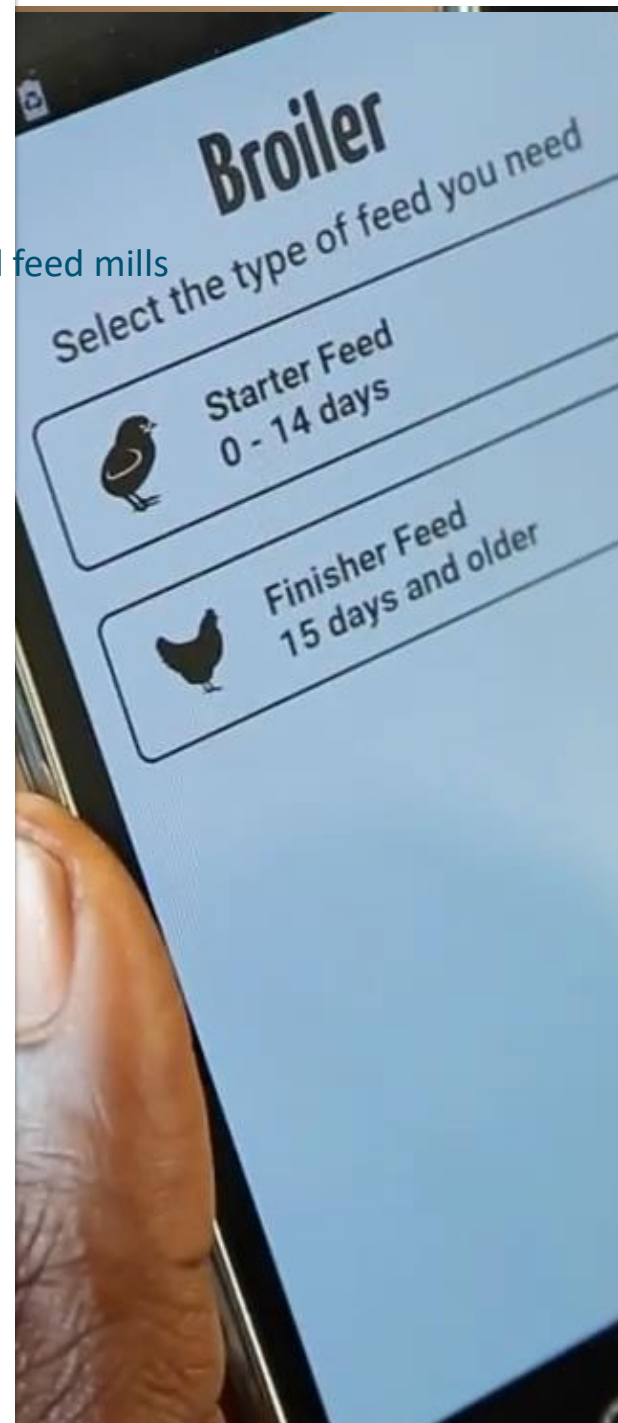 Broiler
feed mills
Select the type of feed you need
Starter Feed
0 - 14 days
Finisher Feed
15 days and older